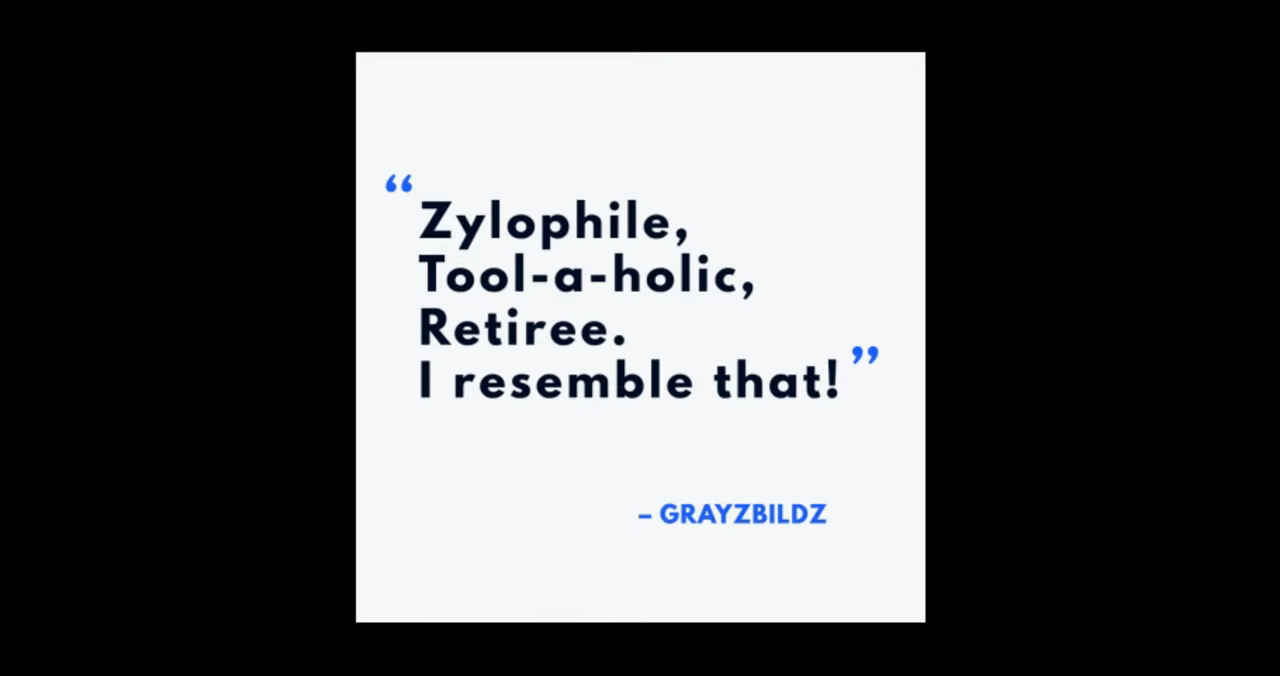 “Zylophile,
Tool-a-holic,
Retiree.
I resemble that!”
– GRAYZBILDZ